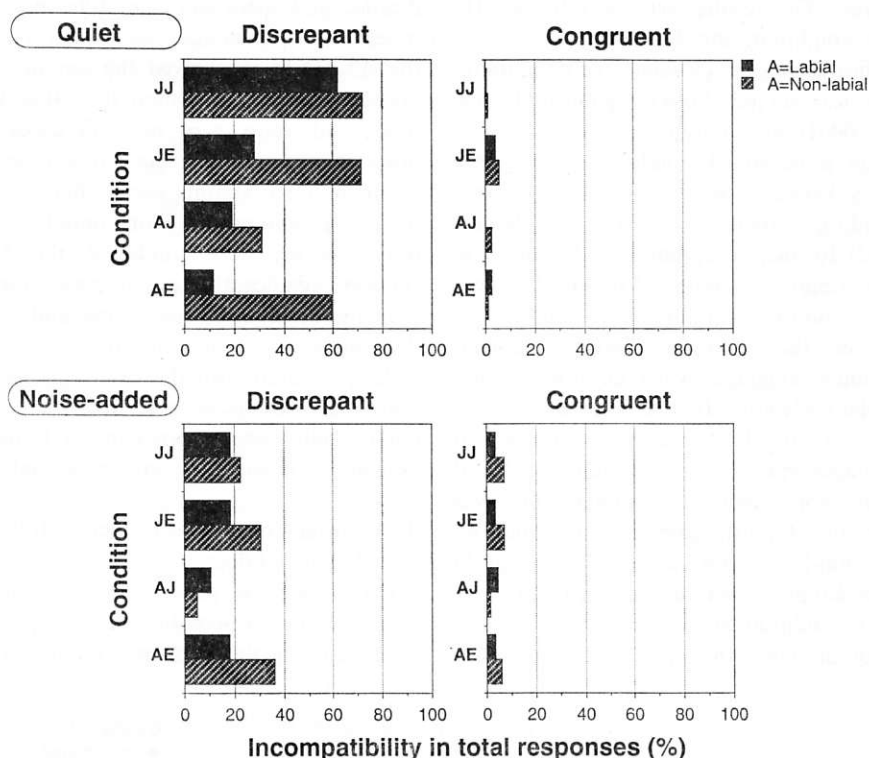 Quiet
Discrepant
Congruent
A=Labial
A=Non-labial
Condition
JJ
JE
AJ
AE
JJ
JE
AJ
AE
0 20 40 60 80 100
0 20 40 60 80 100
Noise-added
Discrepant
Congruent
Condition
JJ
JE
AJ
AE
JJ
JE
AJ
AE
0 20 40 60 80 100
0 20 40 60 80 100
Incompatibility in total responses (%)